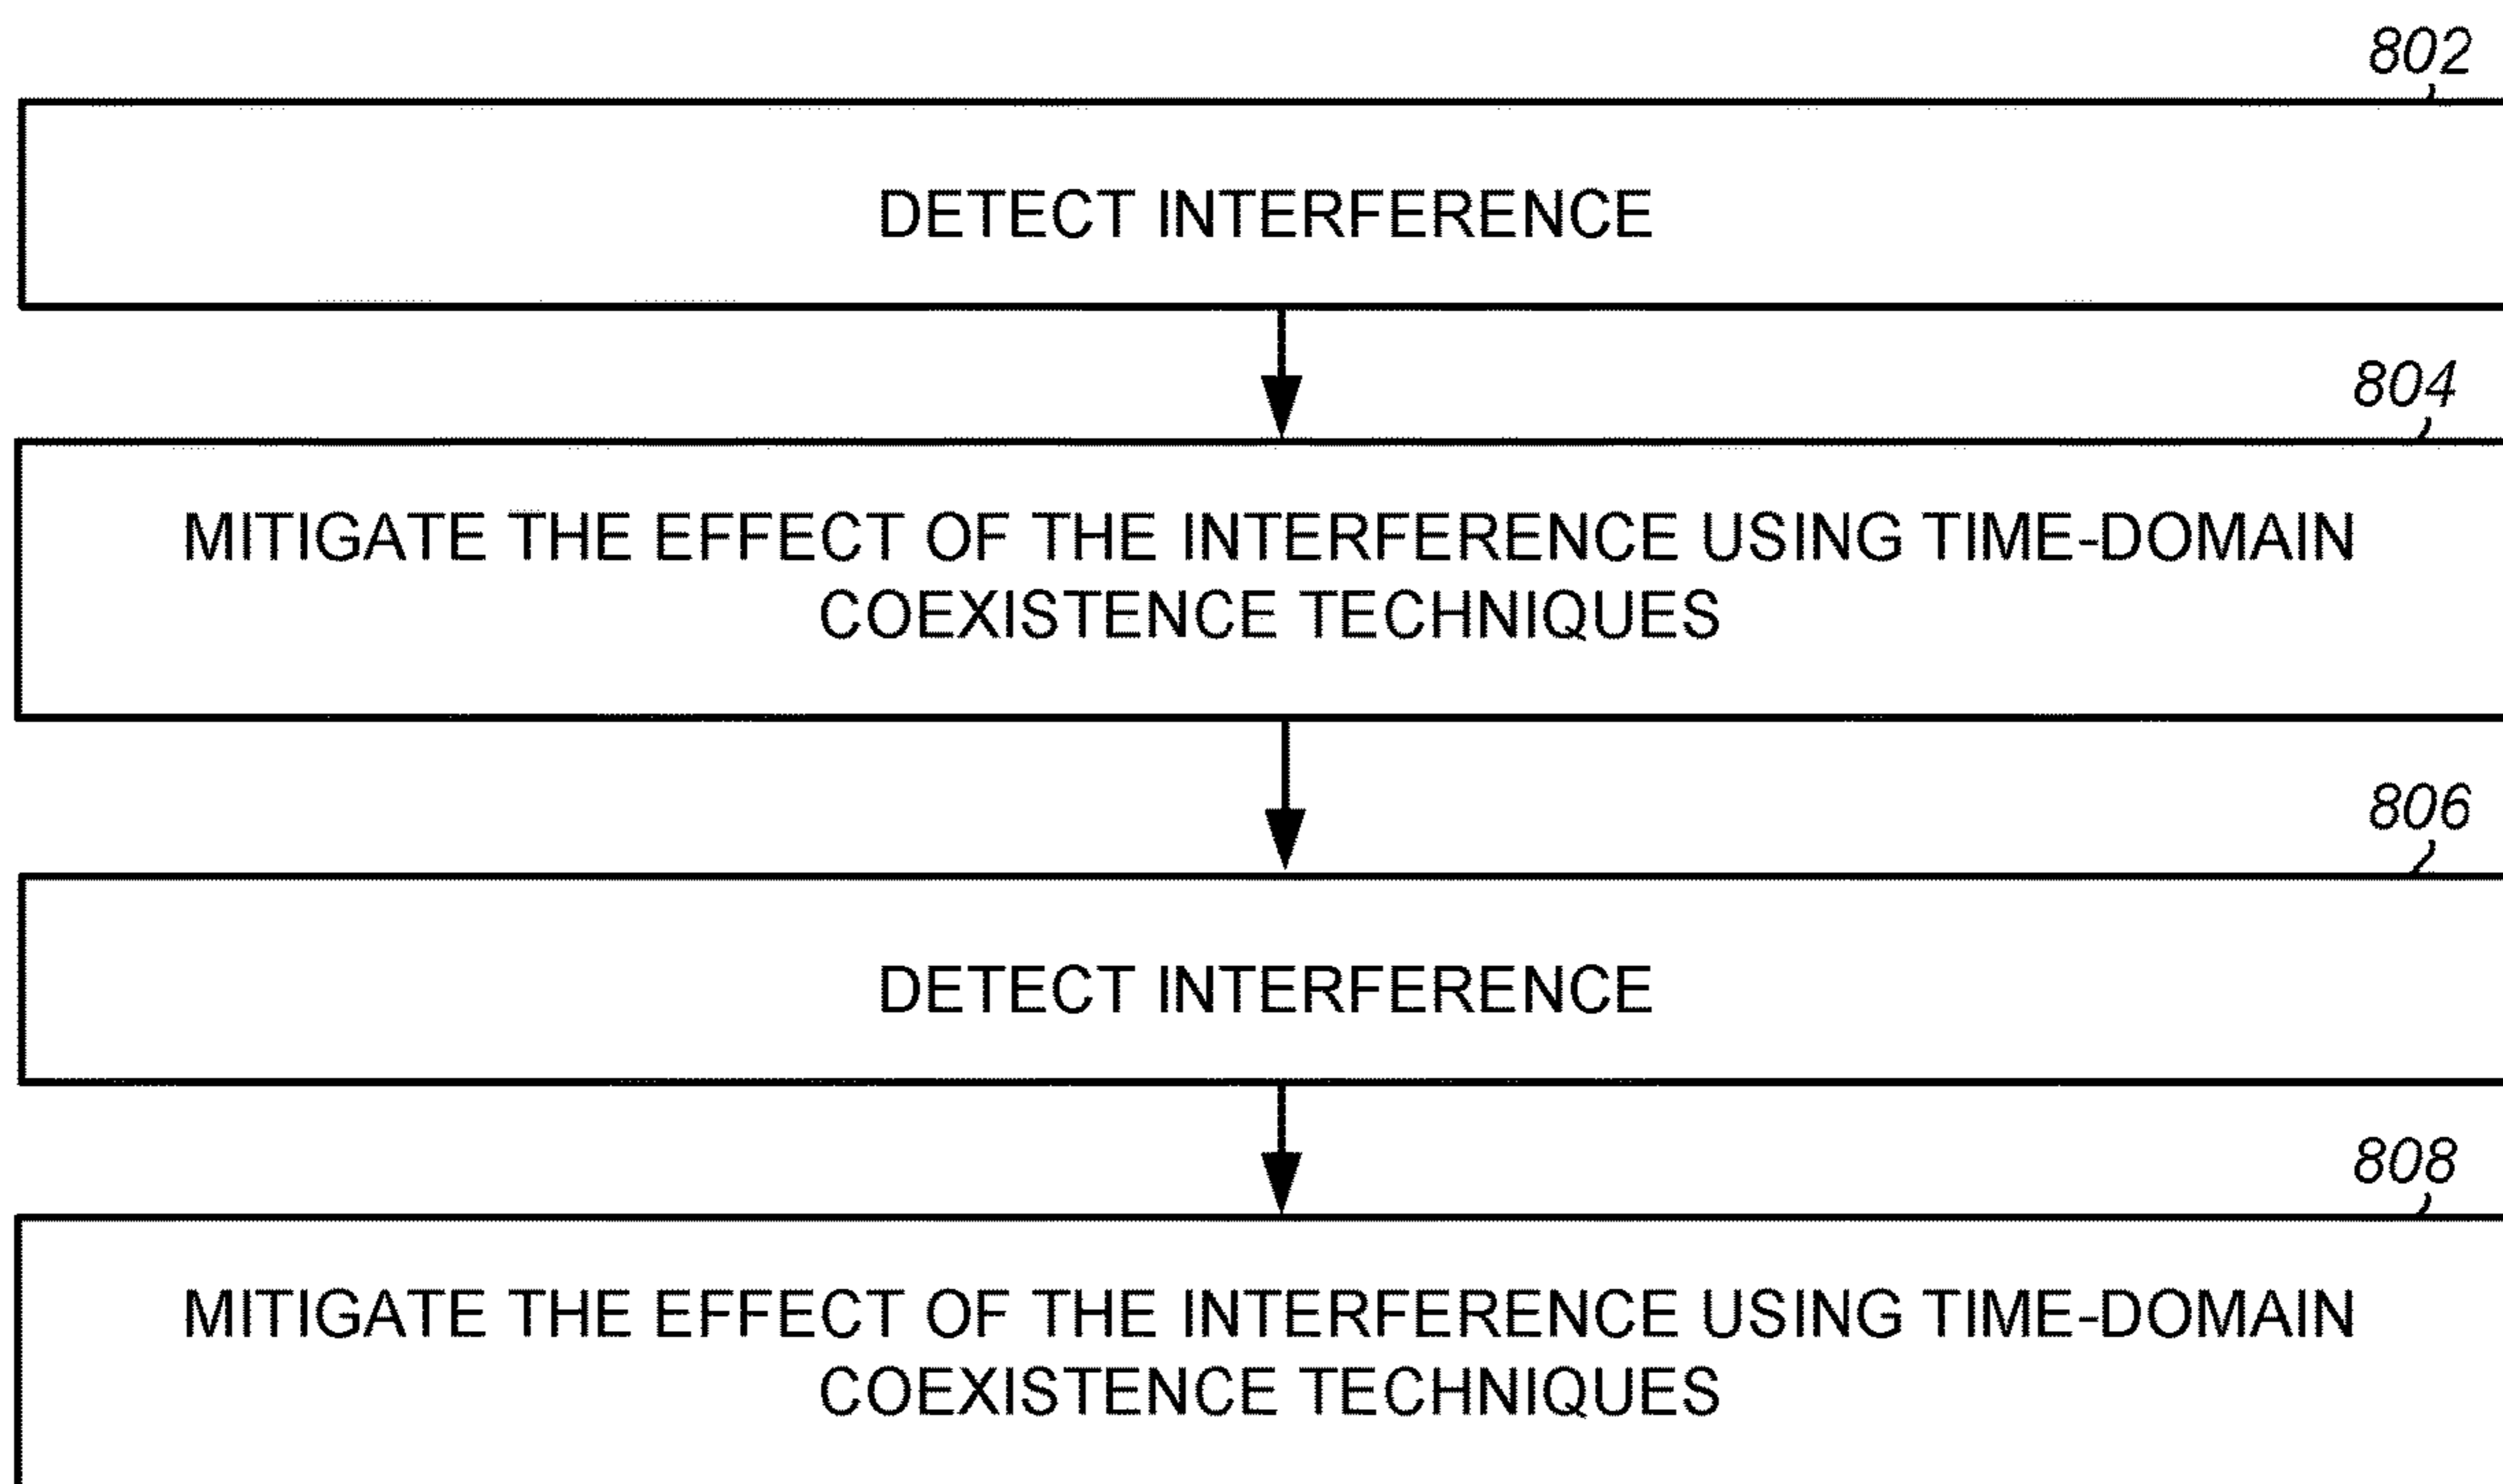 802
DETECT INTERFERENCE
804
MITIGATE THE EFFECT OF THE INTERFERENCE USING TIME-DOMAIN
COEXISTENCE TECHNIQUES
806
DETECT INTERFERENCE
808
MITIGATE THE EFFECT OF THE INTERFERENCE USING TIME-DOMAIN
COEXISTENCE TECHNIQUES